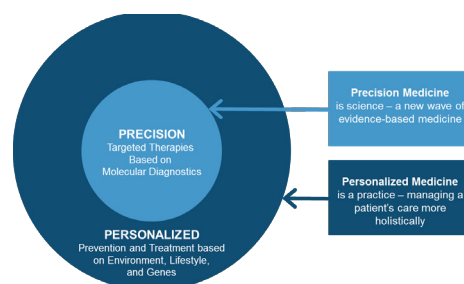 PRECISION
Targeted Therapies
Based on
Molecular Diagnostics
PERSONALIZED
Prevention and Treatment based
on Environment, Lifestyle,
and Genes
Precision Medicine
is science – a new wave of
evidence-based medicine
Personalized Medicine
is a practice – managing a
patient's care more
holistically